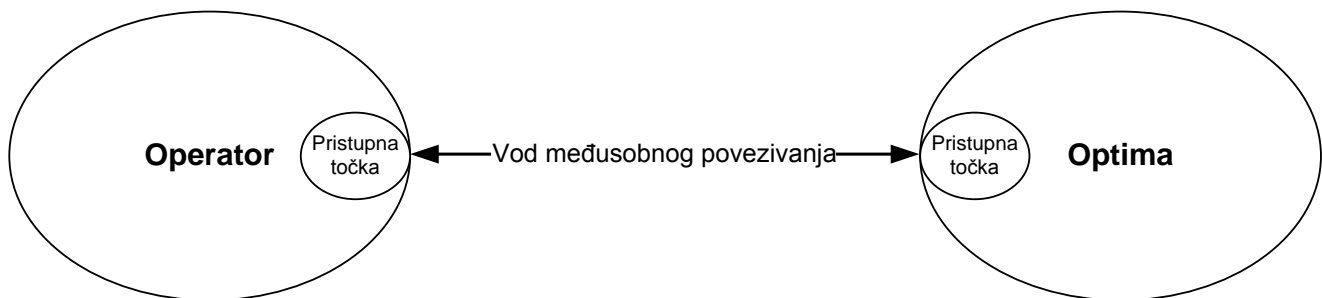 Operator
Pristupna
točka
Vod međusobnog povezivanja
Pristupna
točka
Optima